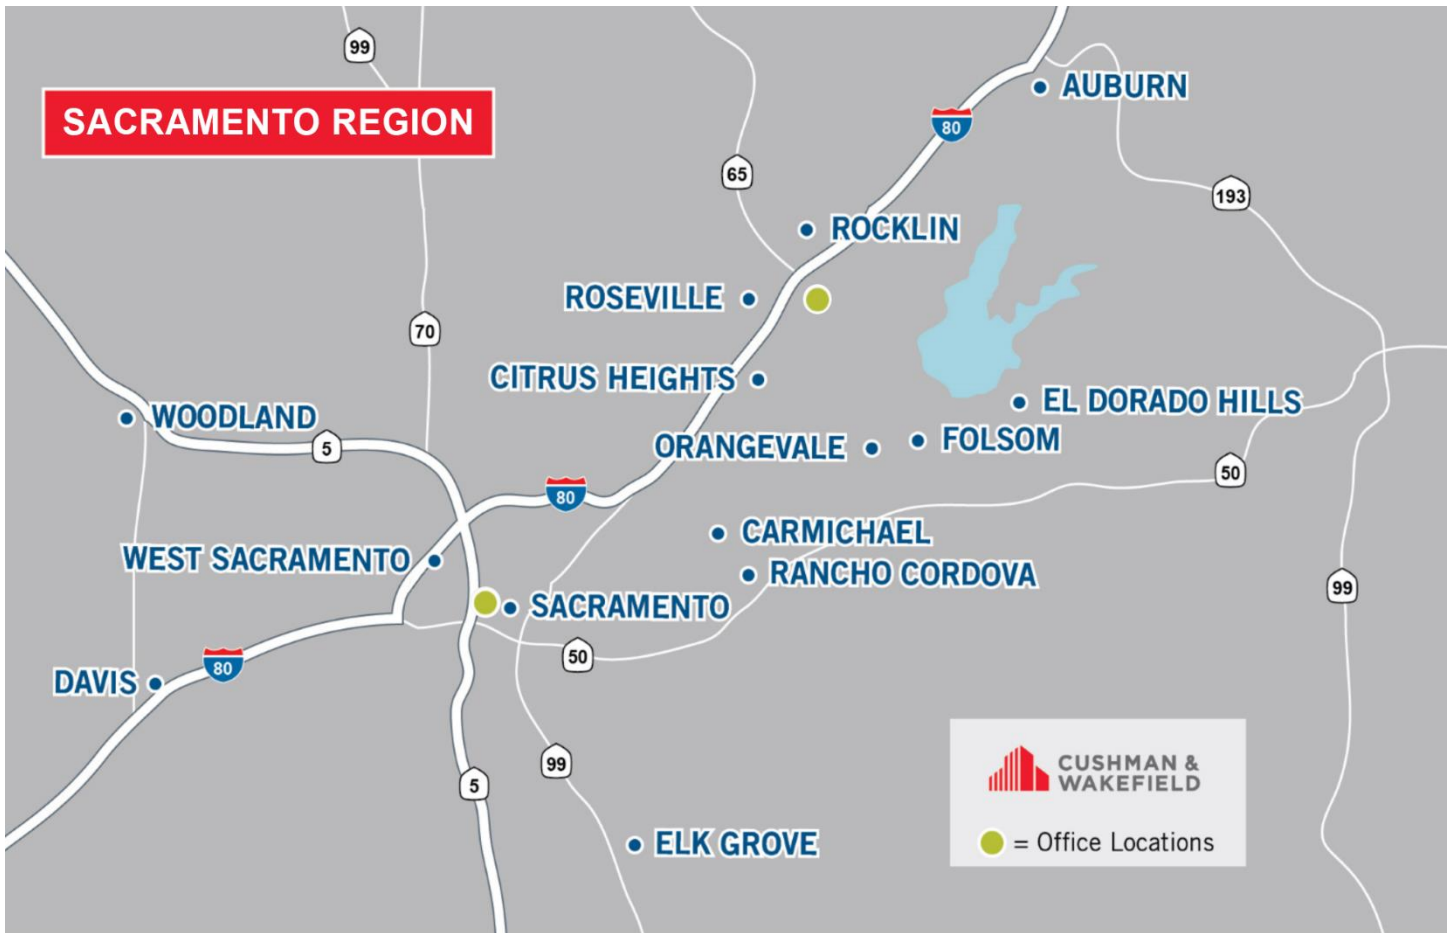 99
SACRAMENTO REGION
AUBURN
80
65
193
ROCKLIN
ROSEVILLE
70
CITRUS HEIGHTS
EL DORADO HILLS
WOODLAND
5
ORANGEVALE
FOLSOM
50
80
CARMICHAEL
WEST SACRAMENTO
RANCHO CORDOVA
99
SACRAMENTO
50
80
DAVIS
99
5
CUSHMAN &
WAKEFIELD
ELK GROVE
= Office Locations